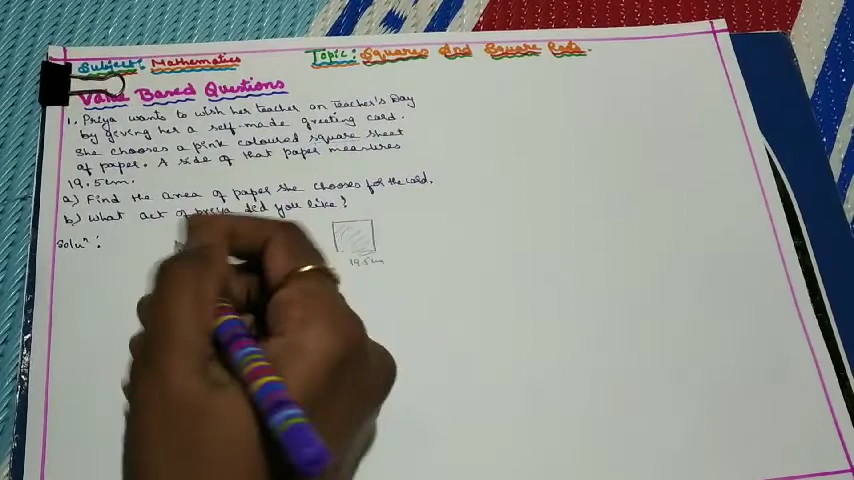 Subject: Mathematics
Topic: Squares and Square Roots.
Value Based Questions
1. Priya wants to wish her teacher on Teacher's Day
by giving her a self-made greeting card.
She chooses a pink coloured square sheet
of paper. A side of that paper measures
19.5cm.
a) Find the area of paper she chooses for the card.
b) What act of priya did you like?
Soluⁿ:
19.5cm